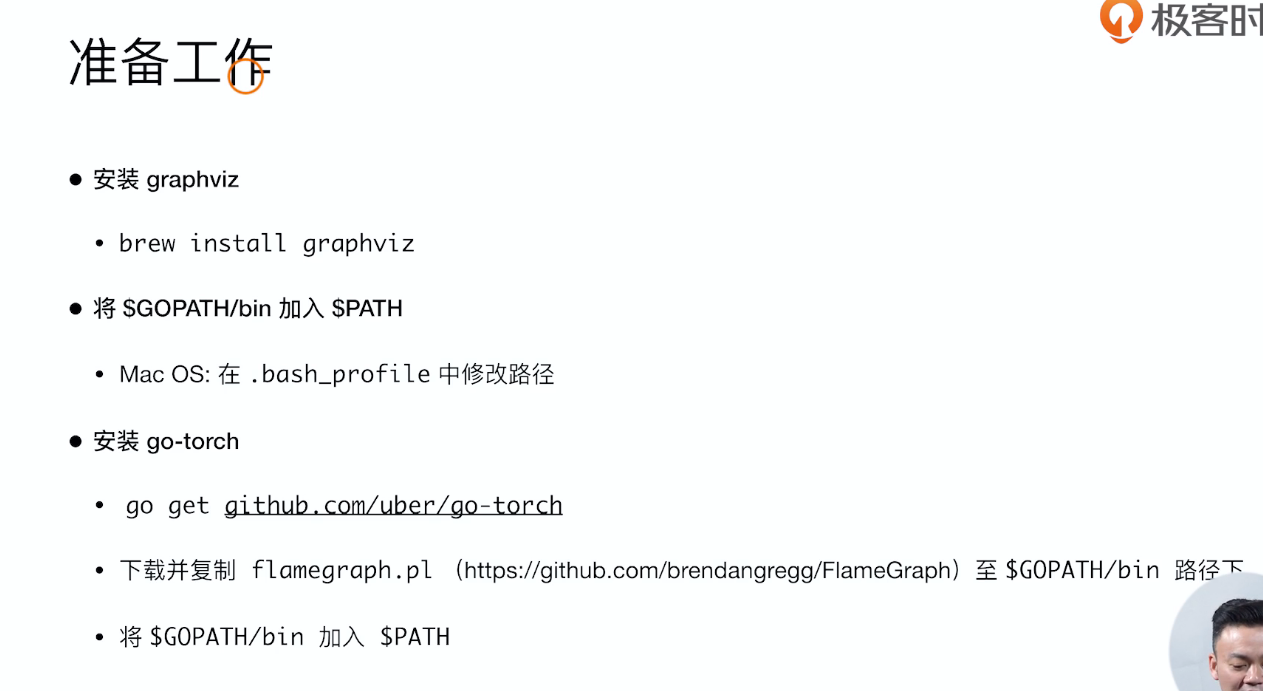 极客时
准备工作
安装 graphviz
brew install graphviz
将 $GOPATH/bin 加入 $PATH
Mac OS: 在 .bash_profile 中修改路径
安装 go-torch
go get github.com/uber/go-torch
下载并复制 flamegraph.pl （https://github.com/brendangregg/FlameGraph）至 $GOPATH/bin 路径下
将 $GOPATH/bin 加入 $PATH